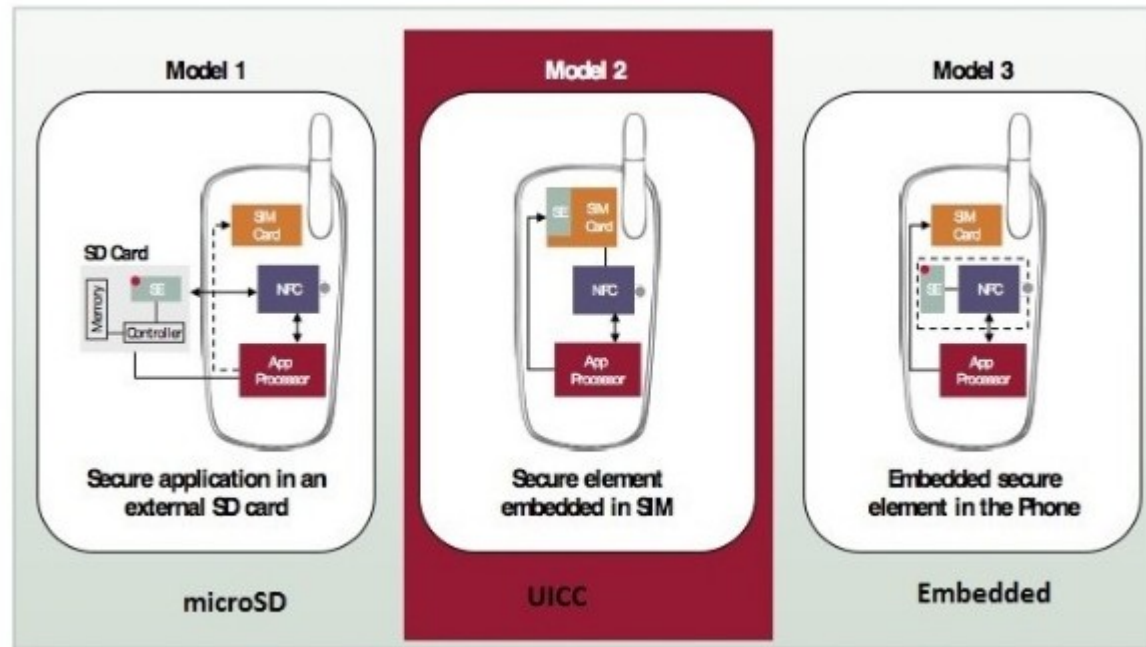 Model 1
SIM
Card
SD Card
Memory
SE
Controller
NFC
App
Processor
Secure application in an
external SD card
microSD
Model 2
SE
SIM
Card
NFC
App
Processor
Secure element
embedded in SIM
UICC
Model 3
SIM
Card
SE
NFC
App
Processor
Embedded secure
element in the Phone
Embedded